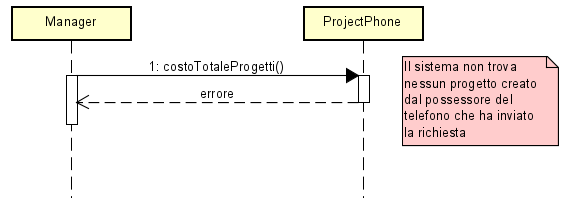 Manager
ProjectPhone
1: costoTotaleProgetti()
errore
Il sistema non trova
nessun progetto creato
dal possessore del
telefono che ha inviato
la richiesta